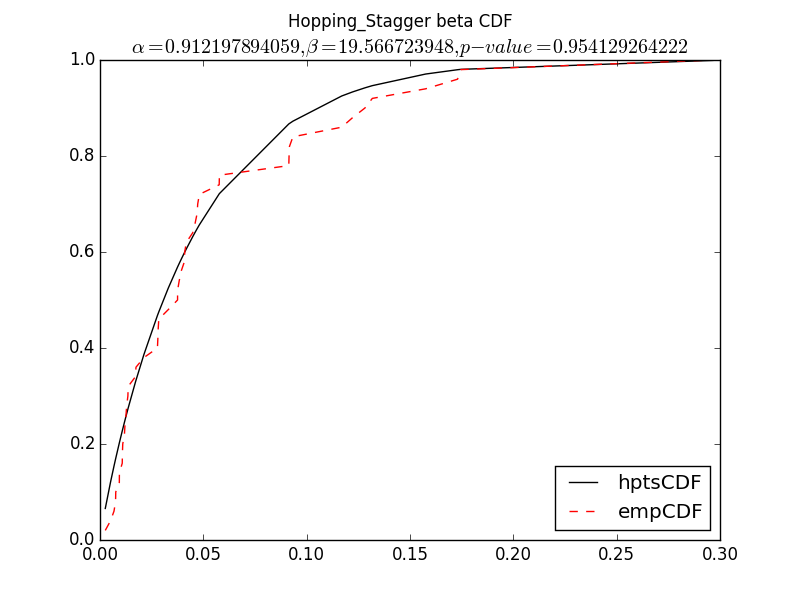 Hopping_Stagger beta CDF
α=0.912197894059,β=19.566723948,p−value=0.954129264222
1.0
0.8
0.6
0.4
0.2
0.0
0.00 0.05 0.10 0.15 0.20 0.25 0.30
hptsCDF
empCDF